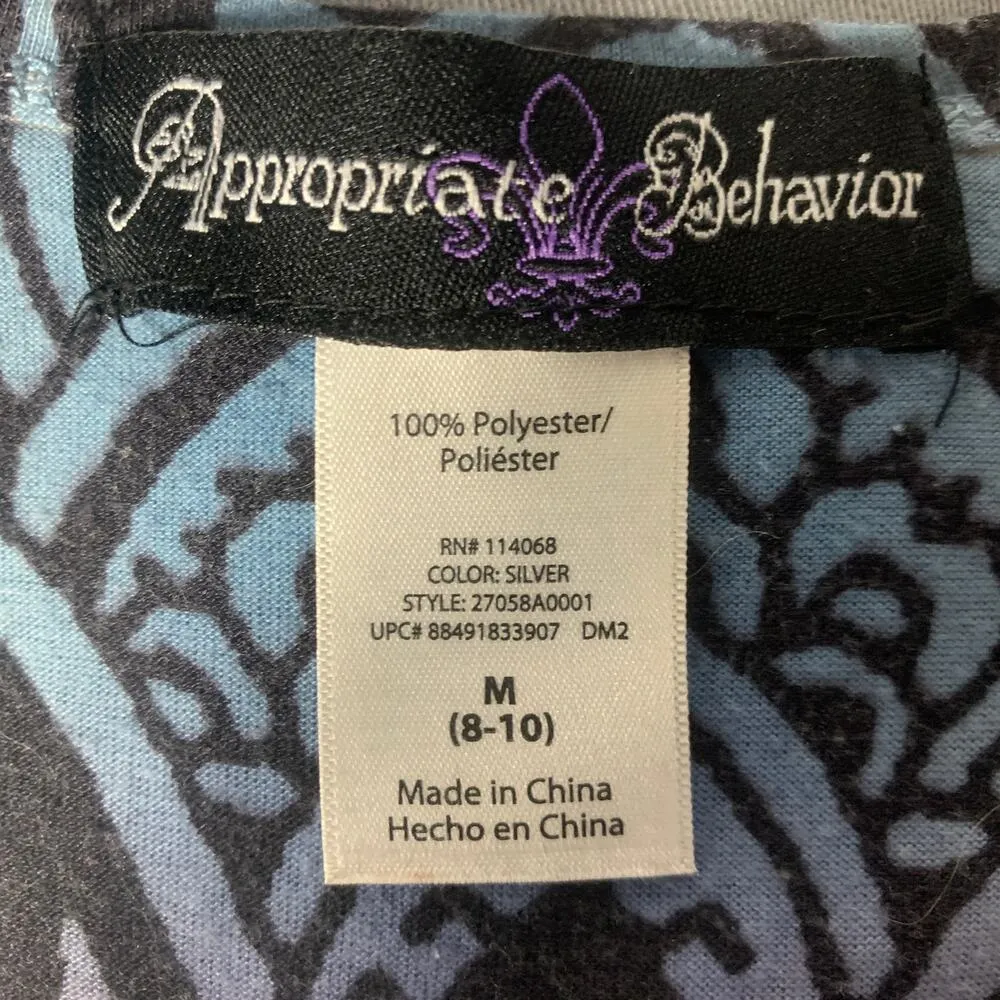 Appropriate Behavior
100% Polyester/
Poliéster
RN# 114068
COLOR: SILVER
STYLE: 27058A0001
UPC# 88491833907 DM2
M
(8-10)
Made in China
Hecho en China